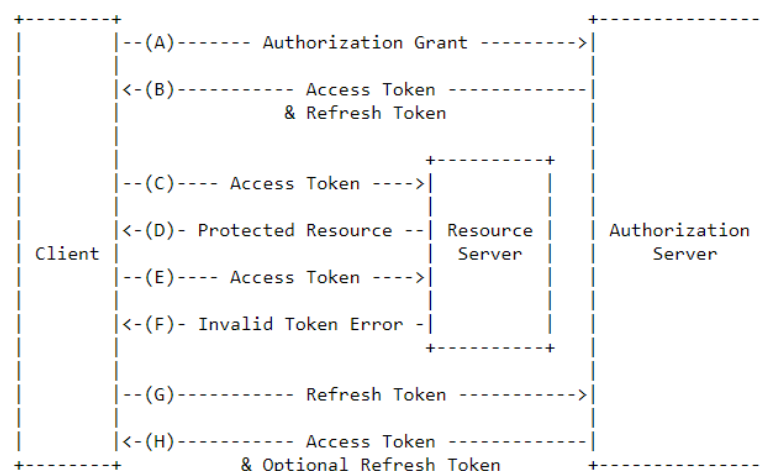 +--------+                                           +---------------
|        |--(A)------- Authorization Grant --------->|
|        |                                           |
|        |<-(B)----------- Access Token -------------|
|        |               & Refresh Token             |
|        |                                           |
|        |                            +----------+   |
|        |--(C)---- Access Token ---->|          |   |
|        |                            |          |   |
|        |<-(D)- Protected Resource --| Resource |   | Authorization
| Client |                            |  Server  |   |     Server
|        |--(E)---- Access Token ---->|          |   |
|        |                            |          |   |
|        |<-(F)- Invalid Token Error -|          |   |
|        |                            +----------+   |
|        |                                           |
|        |--(G)----------- Refresh Token ----------->|
|        |                                           |
|        |<-(H)----------- Access Token -------------|
+--------+           & Optional Refresh Token        +---------------